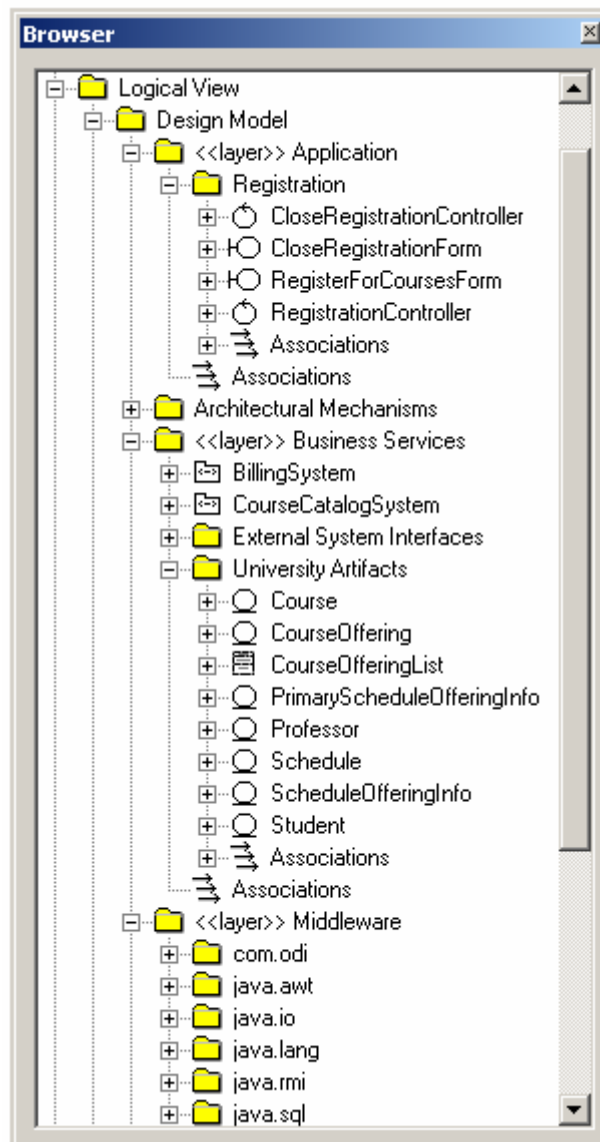 Browser
Logical View
Design Model
<<layer>> Application
Registration
CloseRegistrationController
CloseRegistrationForm
RegisterForCoursesForm
RegistrationController
Associations
Associations
Architectural Mechanisms
<<layer>> Business Services
BillingSystem
CourseCatalogSystem
External System Interfaces
University Artifacts
Course
CourseOffering
CourseOfferingList
PrimaryScheduleOfferingInfo
Professor
Schedule
ScheduleOfferingInfo
Student
Associations
Associations
<<layer>> Middleware
com.odi
java.awt
java.io
java.lang
java.rmi
java.sql